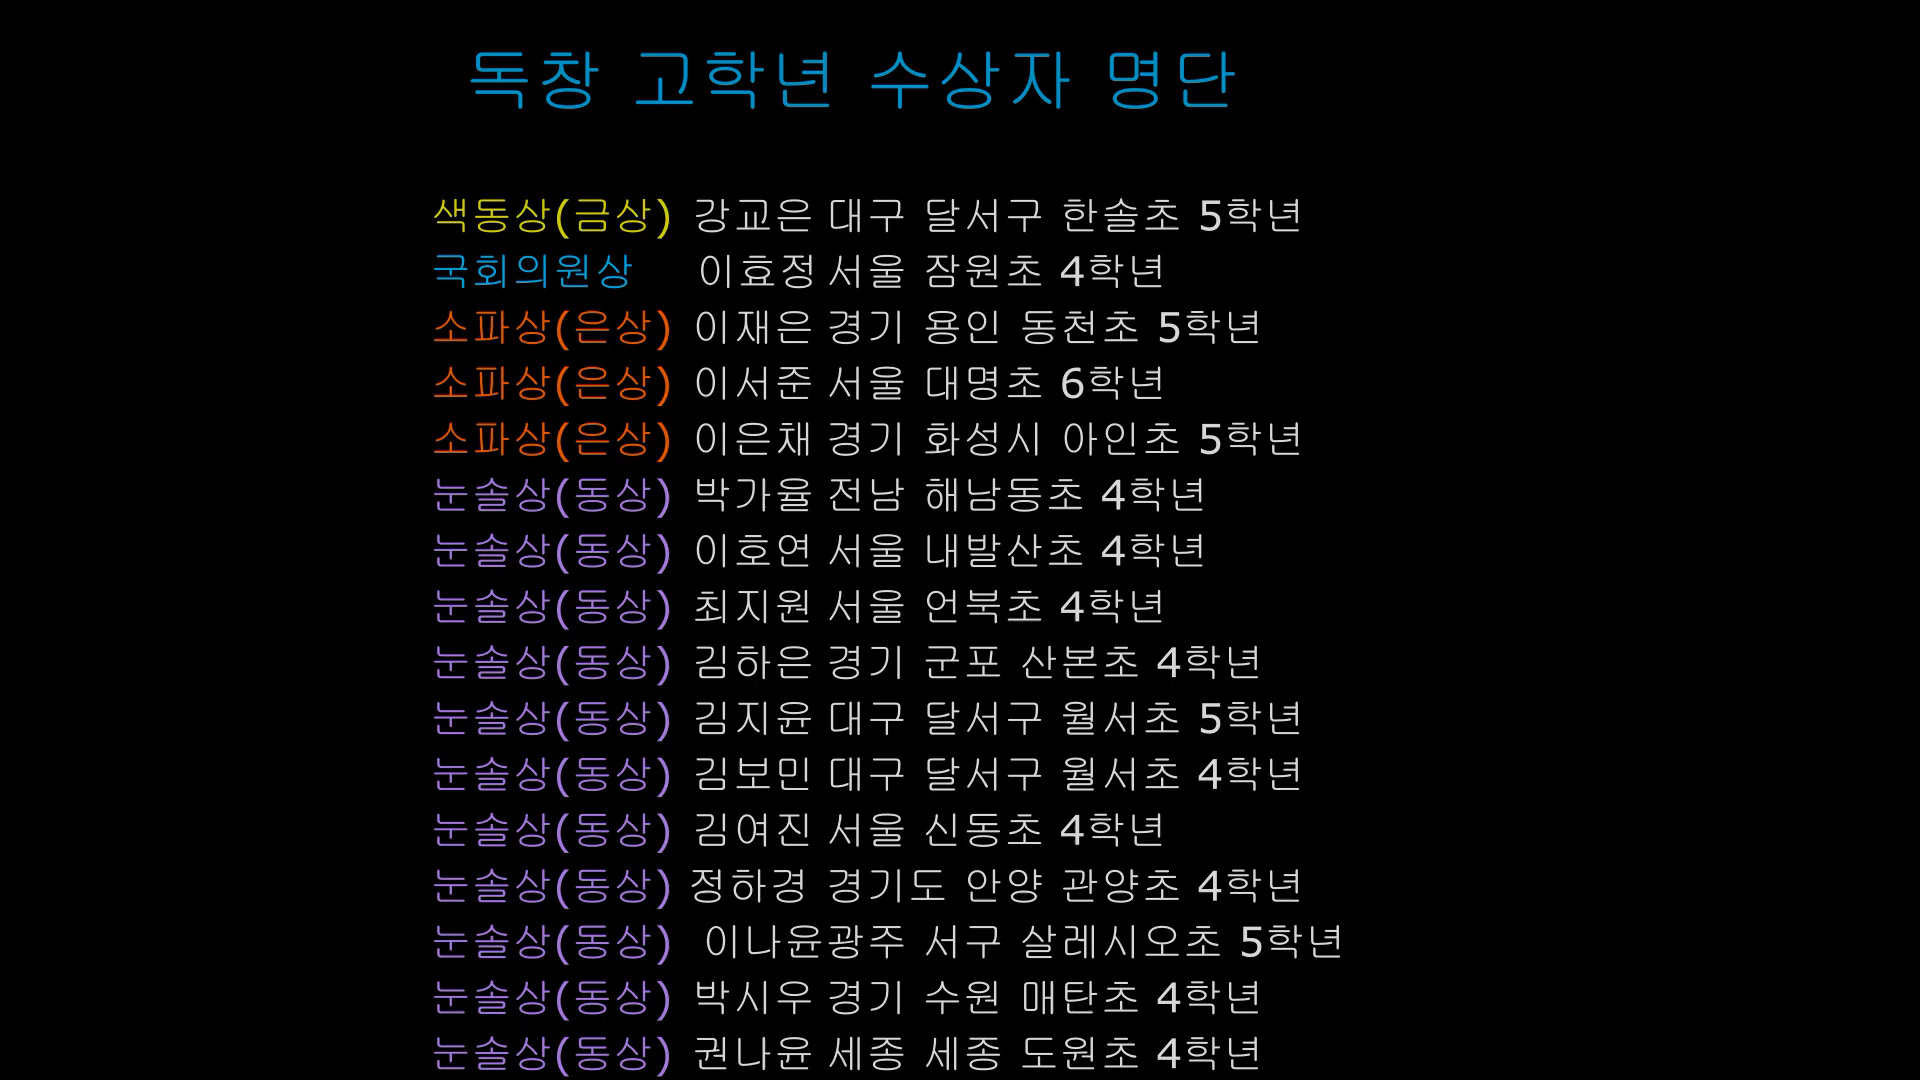 독창 고학년 수상자 명단
색동상(금상) 강교은 대구 달서구 한솔초 5학년
국회의원상 이효정 서울 잠원초 4학년
소파상(은상) 이재은 경기 용인 동천초 5학년
소파상(은상) 이서준 서울 대명초 6학년
소파상(은상) 이은채 경기 화성시 아인초 5학년
눈솔상(동상) 박가율 전남 해남동초 4학년
눈솔상(동상) 이호연 서울 내발산초 4학년
눈솔상(동상) 최지원 서울 언북초 4학년
눈솔상(동상) 김하은 경기 군포 산본초 4학년
눈솔상(동상) 김지윤 대구 달서구 월서초 5학년
눈솔상(동상) 김보민 대구 달서구 월서초 4학년
눈솔상(동상) 김여진 서울 신동초 4학년
눈솔상(동상) 정하경 경기도 안양 관양초 4학년
눈솔상(동상) 이나윤광주 서구 살레시오초 5학년
눈솔상(동상) 박시우 경기 수원 매탄초 4학년
눈솔상(동상) 권나윤 세종 세종 도원초 4학년